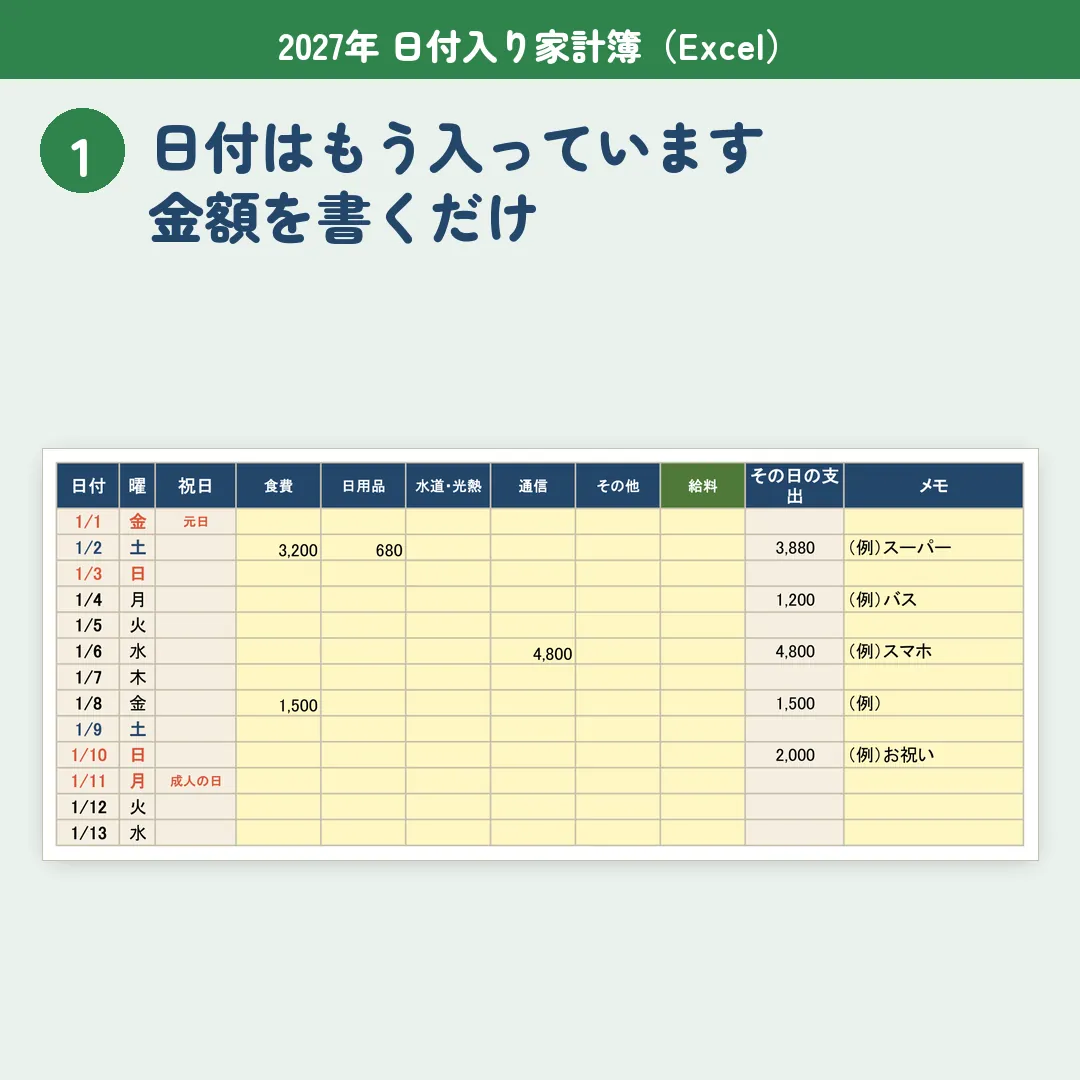 2027年 日付入り家計簿（Excel）
1
日付はもう入っています
金額を書くだけ
日付 曜 祝日 食費 日用品 水道・光熱 通信 その他 給料 その日の支出 メモ
1/1 金 元日
1/2 土 3,200 680 3,880 （例）スーパー
1/3 日
1/4 月 1,200 （例）バス
1/5 火
1/6 水 4,800 4,800 （例）スマホ
1/7 木
1/8 金 1,500 1,500 （例）
1/9 土
1/10 日 2,000 （例）お祝い
1/11 月 成人の日
1/12 火
1/13 水